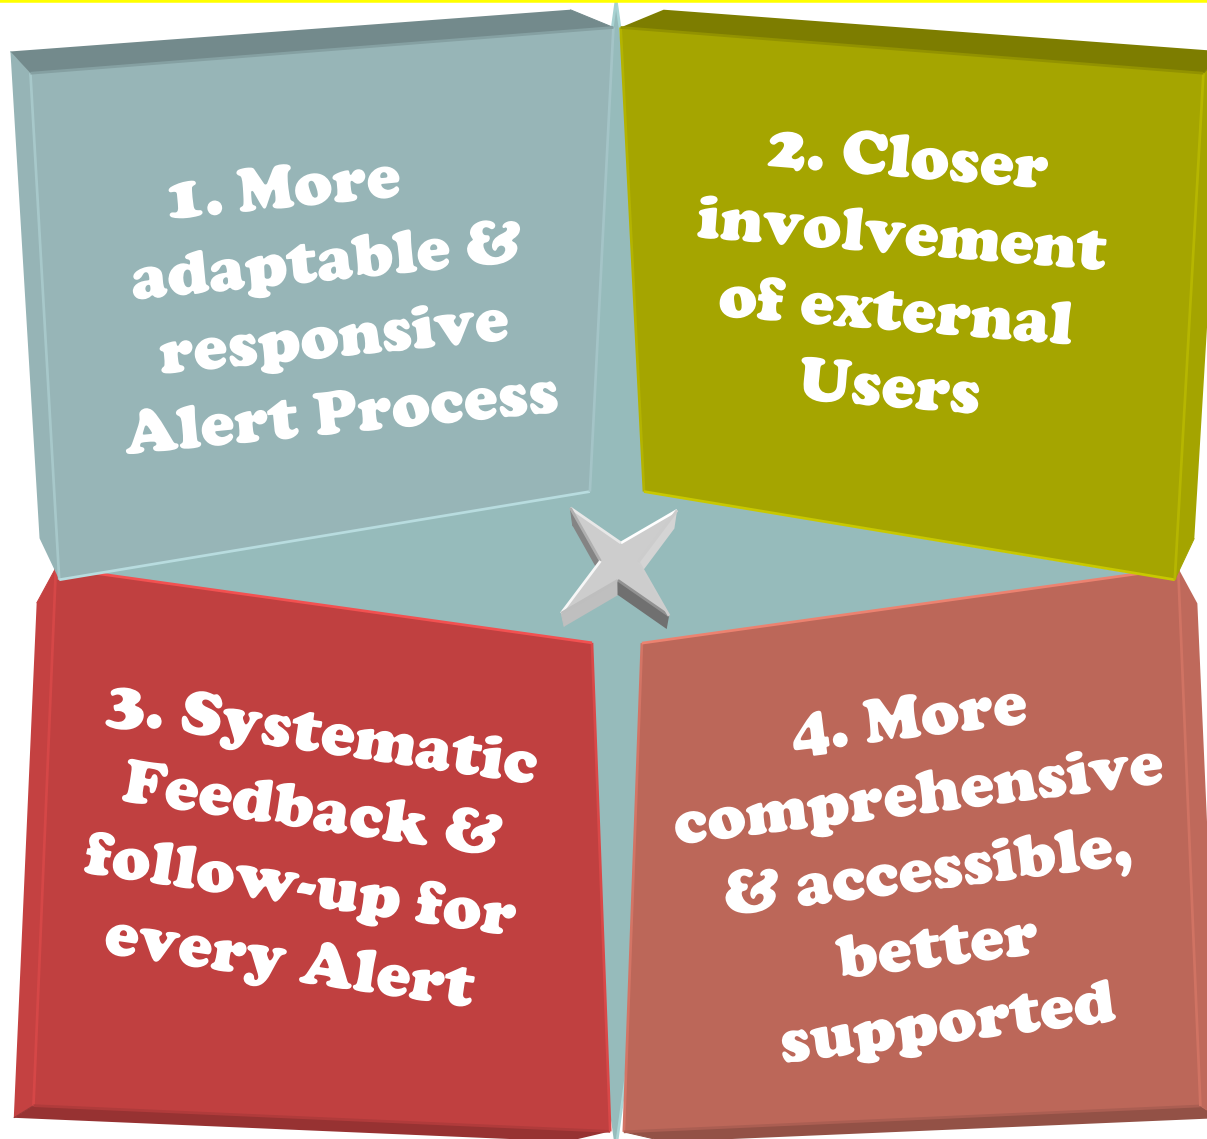 1. More
adaptable &
responsive
Alert Process
2. Closer
involvement
of external
Users
3. Systematic
Feedback &
follow-up for
every Alert
4. More
comprehensive
& accessible,
better
supported